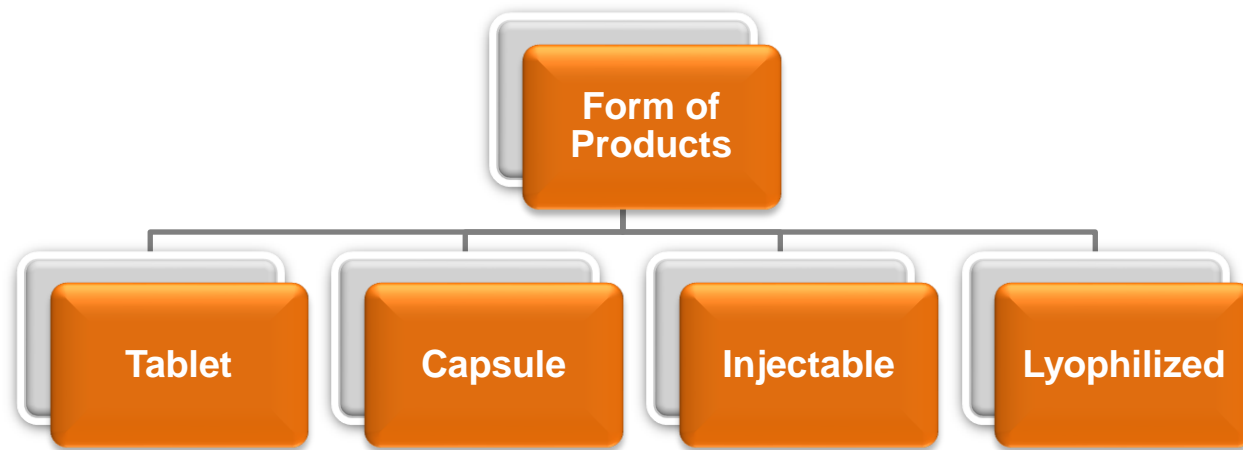 Form of
Products
Tablet
Capsule
Injectable
Lyophilized